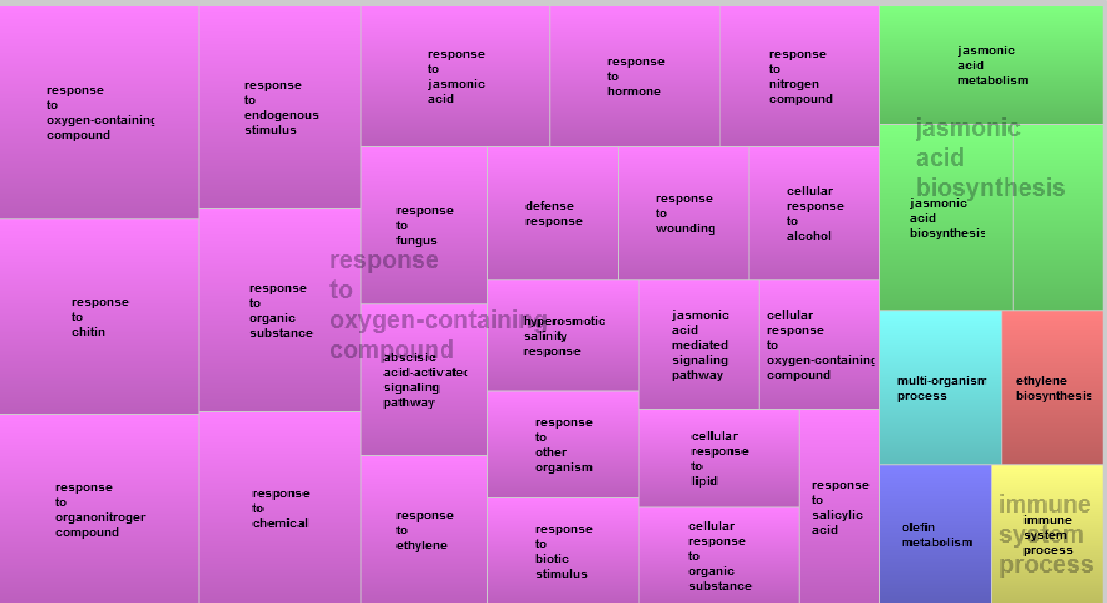 response
to
oxygen-containing
compound
response
to
endogenous
stimulus
response
to
jasmonic
acid
response
to
hormone
response
to
nitrogen
compound
jasmonic
acid
metabolism
jasmonic
acid
biosynthesis
jasmonic
acid
biosynthesis
response
to
fungus
defense
response
response
to
wounding
cellular
response
to
alcohol
response
to
oxygen-containing
compound
response
to
chitin
response
to
organic
substance
abscisic
acid-activated
signaling
pathway
hyperosmotic
salinity
response
jasmonic
acid
mediated
signaling
pathway
cellular
response
to
oxygen-containing
compound
multi-organism
process
ethylene
biosynthesis
response
to
organonitroger
compound
response
to
chemical
response
to
ethylene
response
to
other
organism
response
to
biotic
stimulus
cellular
response
to
lipid
cellular
response
to
organic
substance
response
to
salicylic
acid
olefin
metabolism
immune
system
process
immune
system
process